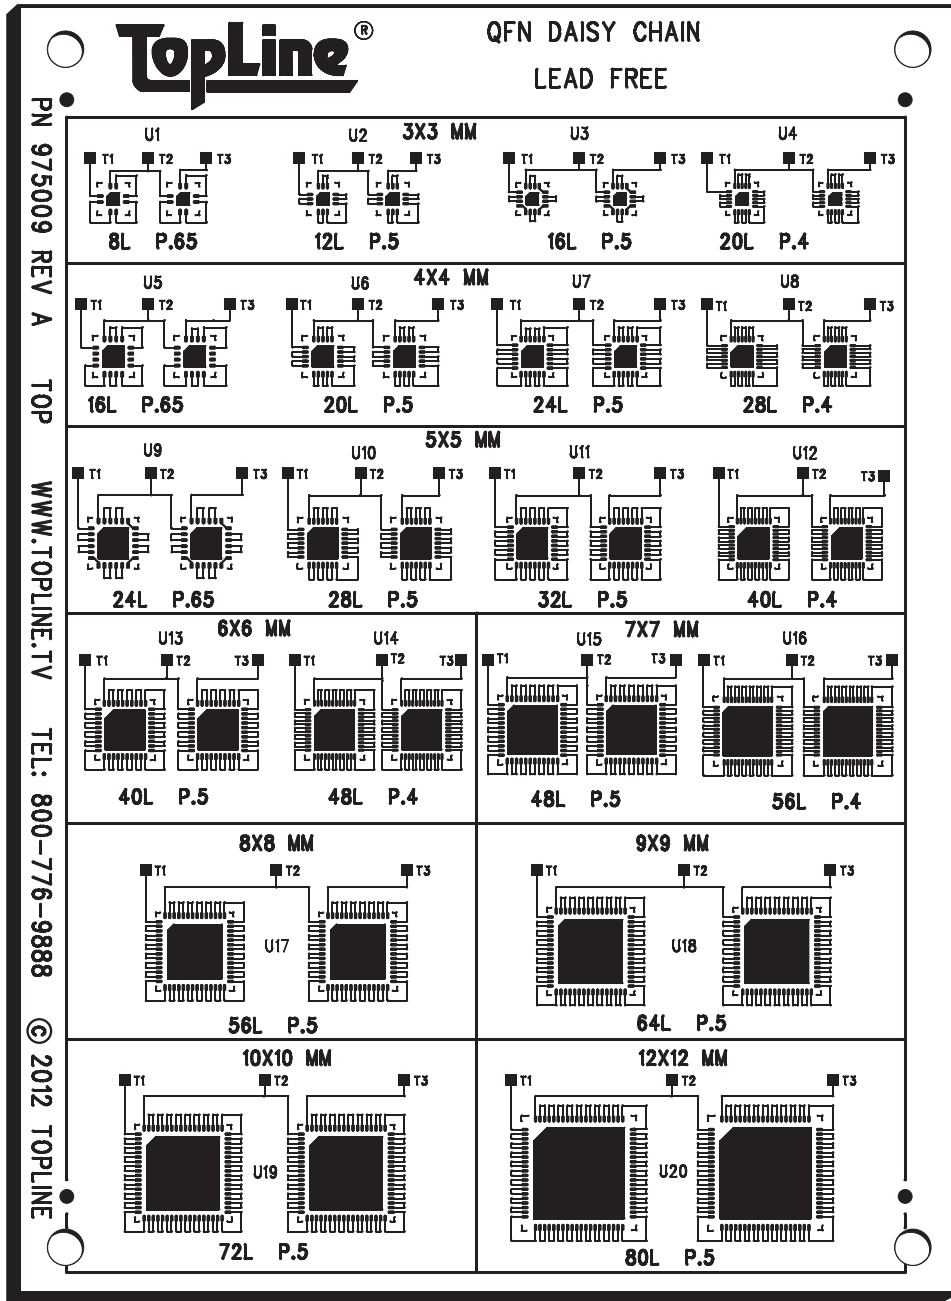 TopLine®
QFN DAISY CHAIN
LEAD FREE
PN 975009 REV A TOP WWW.TOPLINE.TV TEL: 800-776-9888 © 2012 TOPLINE
3X3 MM
U1 U2 U3 U4
T1 T2 T3 T1 T2 T3 T1 T2 T3 T1 T2 T3
8L P.65 12L P.5 16L P.5 20L P.4
4X4 MM
U5 U6 U7 U8
T1 T2 T3 T1 T2 T3 T1 T2 T3 T1 T2 T3
16L P.65 20L P.5 24L P.5 28L P.4
5X5 MM
U9 U10 U11 U12
T1 T2 T3 T1 T2 T3 T1 T2 T3 T1 T2 T3
24L P.65 28L P.5 32L P.5 40L P.4
6X6 MM
U13 U14
T1 T2 T3 T1 T2 T3
40L P.5 48L P.4
7X7 MM
U15 U16
T1 T2 T3 T1 T2 T3
48L P.5 56L P.4
8X8 MM
T1 T2 T3
U17
56L P.5
9X9 MM
T1 T2 T3
U18
64L P.5
10X10 MM
T1 T2 T3
U19
72L P.5
12X12 MM
T1 T2 T3
U20
80L P.5